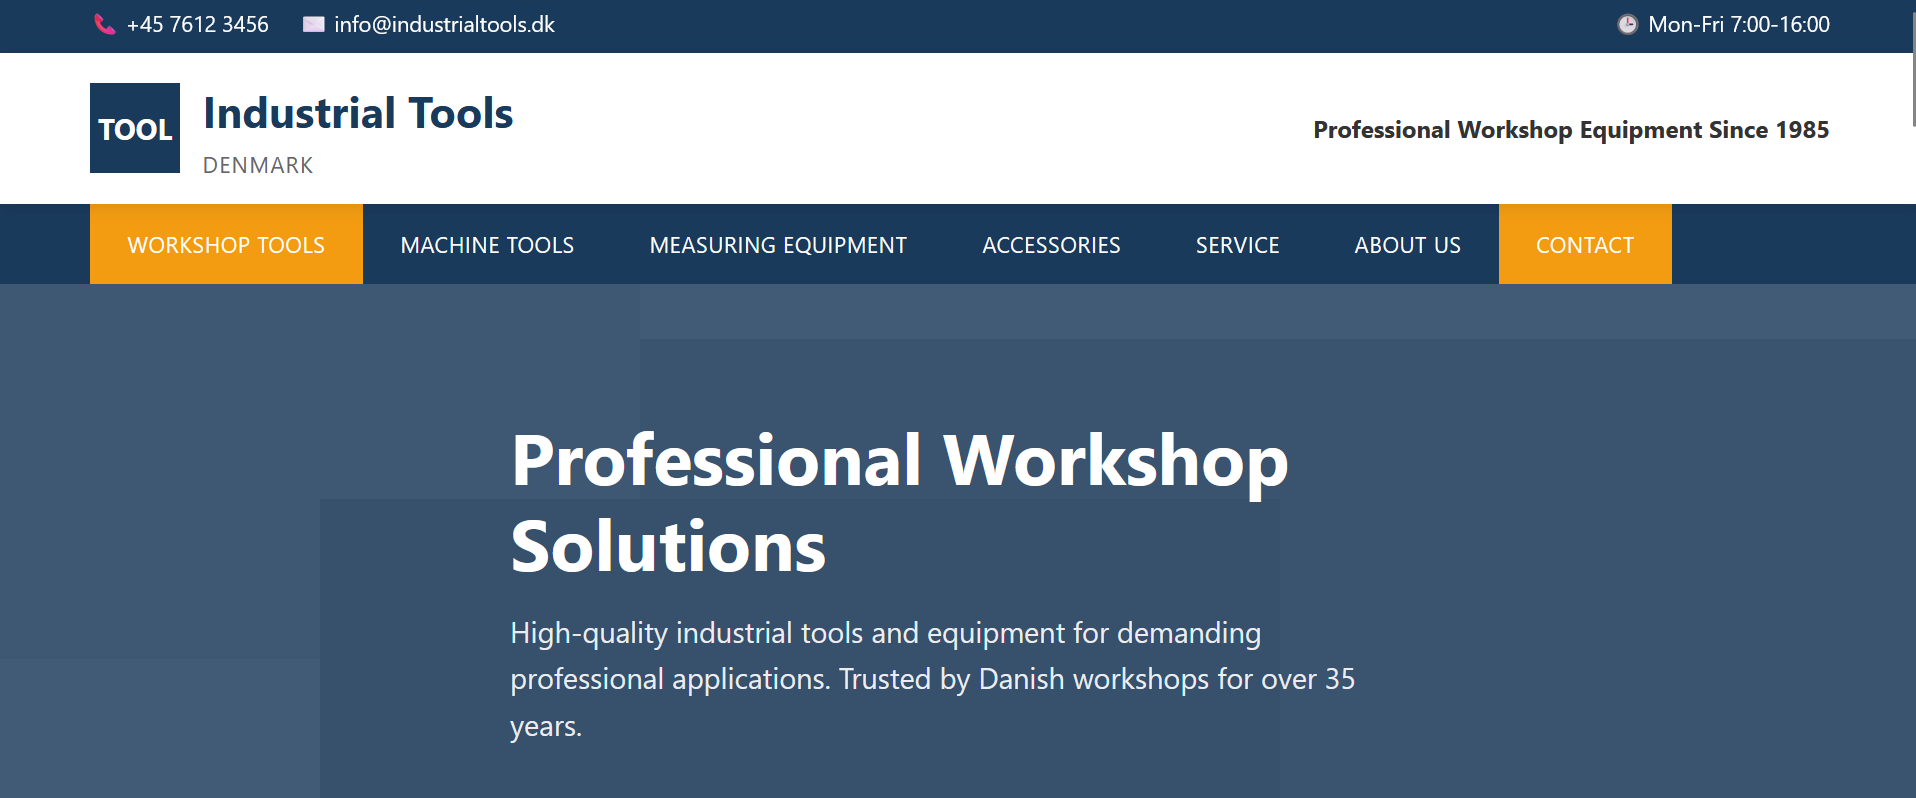 +45 7612 3456
info@industrialtools.dk
Mon-Fri 7:00-16:00
TOOL
Industrial Tools
DENMARK
Professional Workshop Equipment Since 1985
WORKSHOP TOOLS
MACHINE TOOLS
MEASURING EQUIPMENT
ACCESSORIES
SERVICE
ABOUT US
CONTACT
Professional Workshop
Solutions
High-quality industrial tools and equipment for demanding
professional applications. Trusted by Danish workshops for over 35
years.